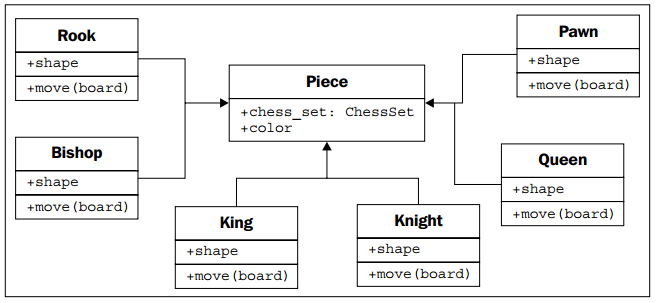 Rook
+shape
+move(board)
Bishop
+shape
+move(board)
Piece
+chess_set: ChessSet
+color
King
+shape
+move(board)
Knight
+shape
+move(board)
Pawn
+shape
+move(board)
Queen
+shape
+move(board)